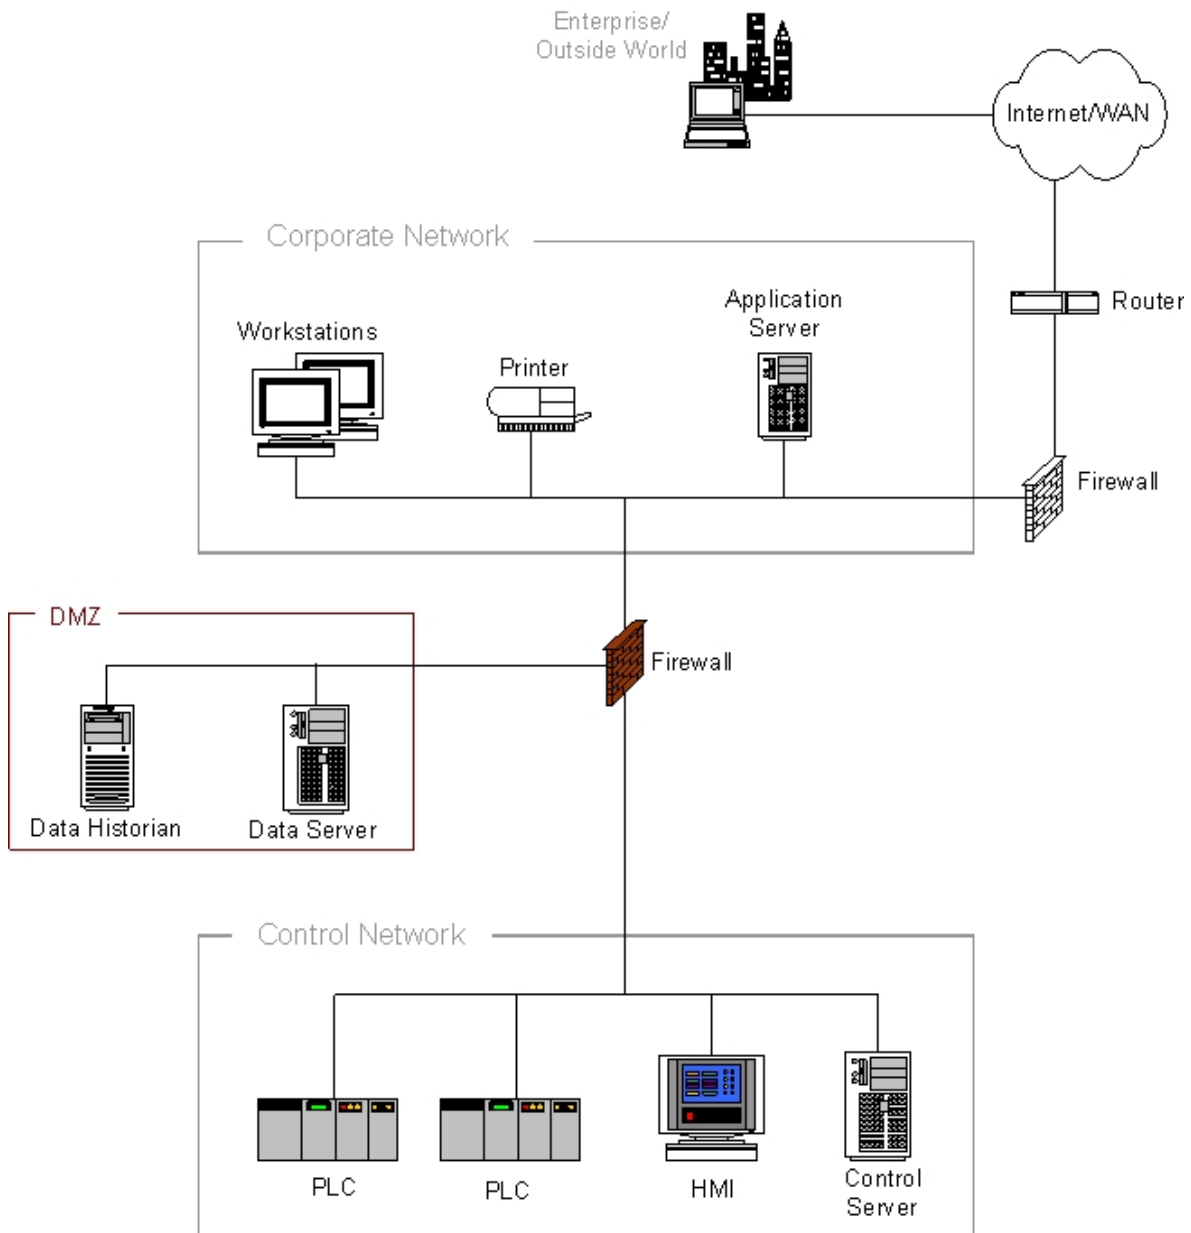 Enterprise/
Outside World
Internet/WAN
Corporate Network
Application
Server
Router
Workstations
Printer
Firewall
DMZ
Firewall
Data Historian
Data Server
Control Network
PLC
PLC
HMI
Control
Server